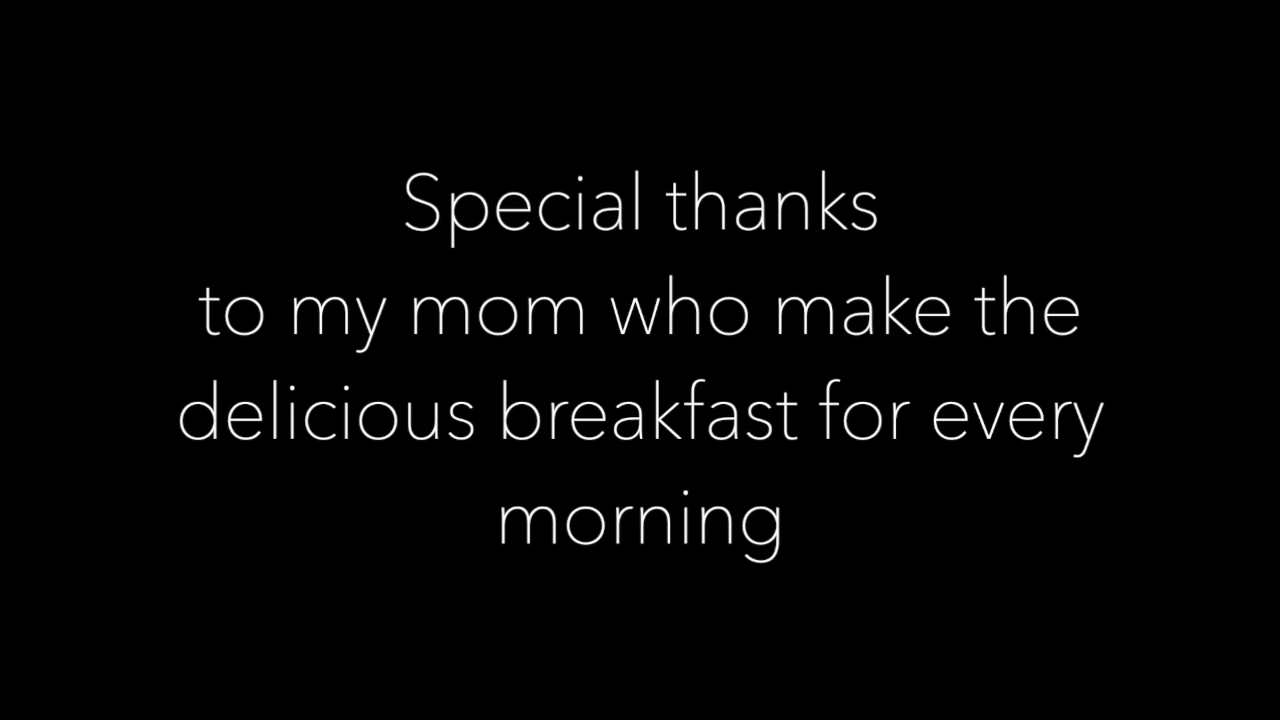 Special thanks
to my mom who make the
delicious breakfast for every
morning